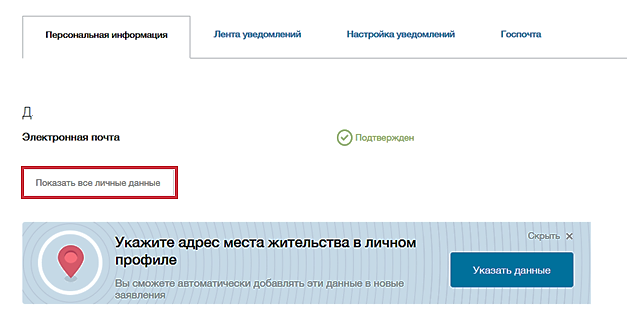 Персональная информация Лента уведомлений Настройка уведомлений Госпочта
Д
Электронная почта Подтвержден
Показать все личные данные
Скрыть ×
Укажите адрес места жительства в личном
профиле
Указать данные
Вы сможете автоматически добавлять эти данные в новые
заявления